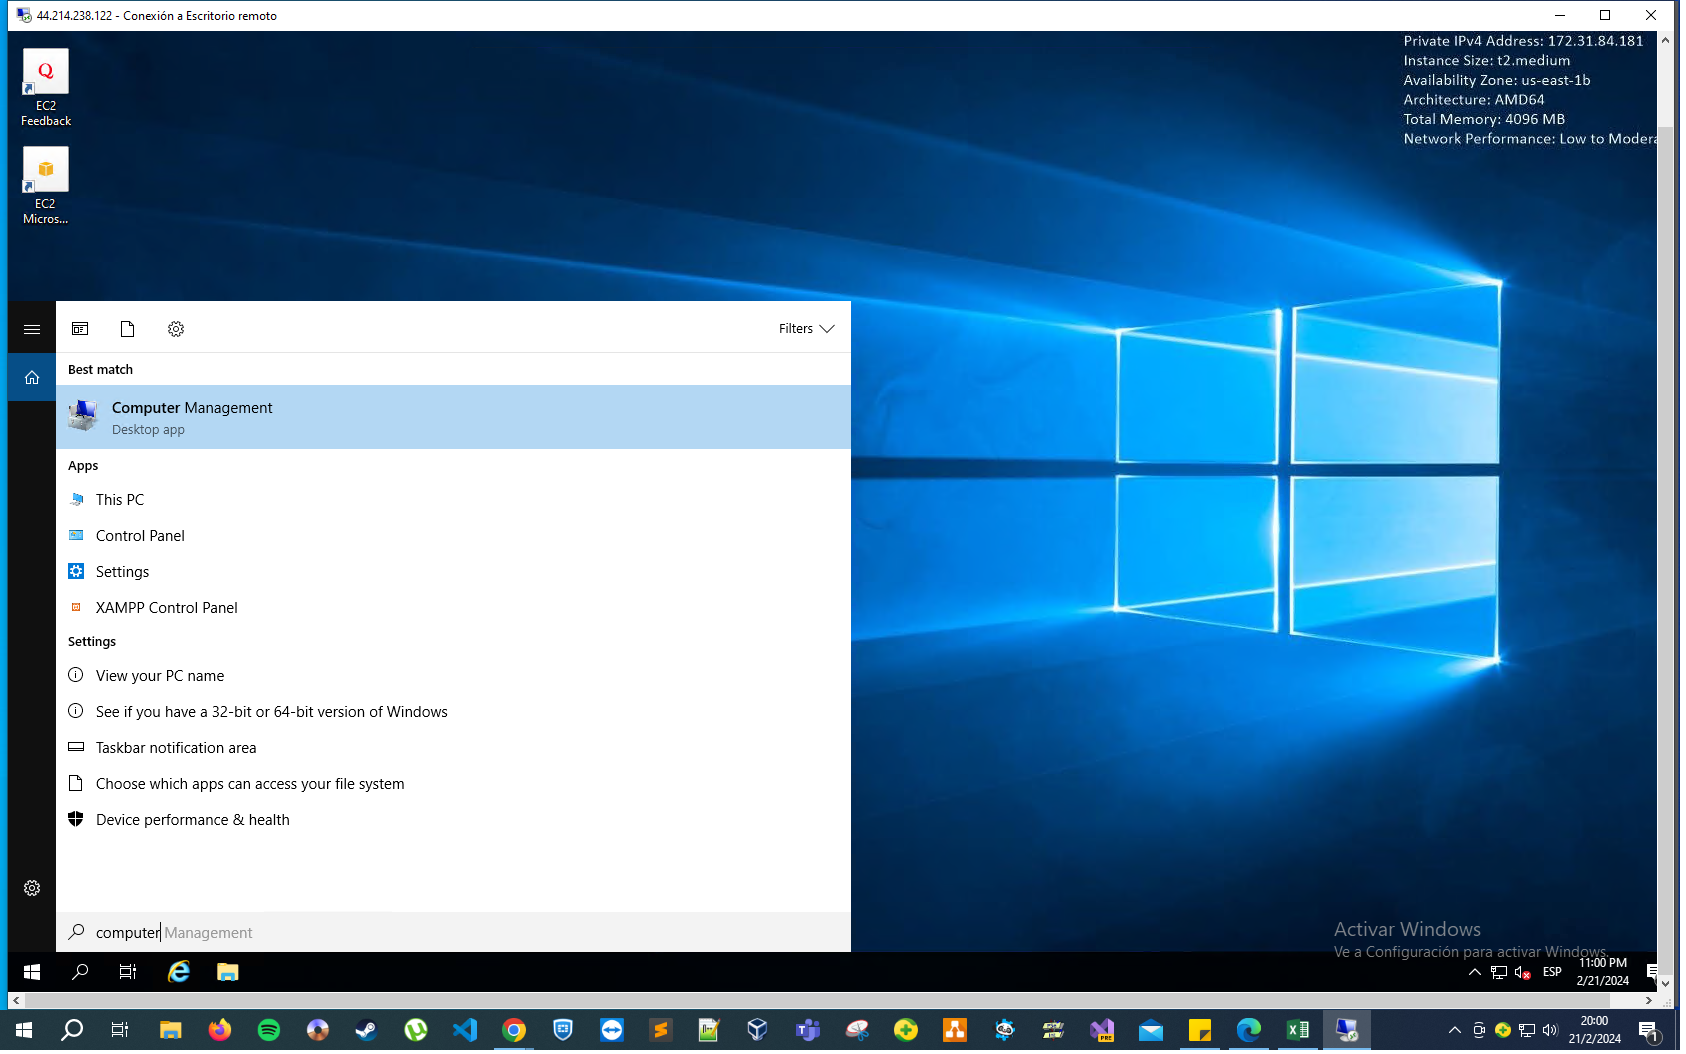 44.214.238.122 - Conexión a Escritorio remoto
Private IPv4 Address: 172.31.84.181
Instance Size: t2.medium
Availability Zone: us-east-1b
Architecture: AMD64
Total Memory: 4096 MB
Network Performance: Low to Modera
EC2
Feedback
EC2
Micros...
Filters
Best match
Computer Management
Desktop app
Apps
This PC
Control Panel
Settings
XAMPP Control Panel
Settings
View your PC name
See if you have a 32-bit or 64-bit version of Windows
Taskbar notification area
Choose which apps can access your file system
Device performance & health
computer Management
Activar Windows
Ve a Configuración para activar Windows.
ESP
11:00 PM
2/21/2024
20:00
21/2/2024
1